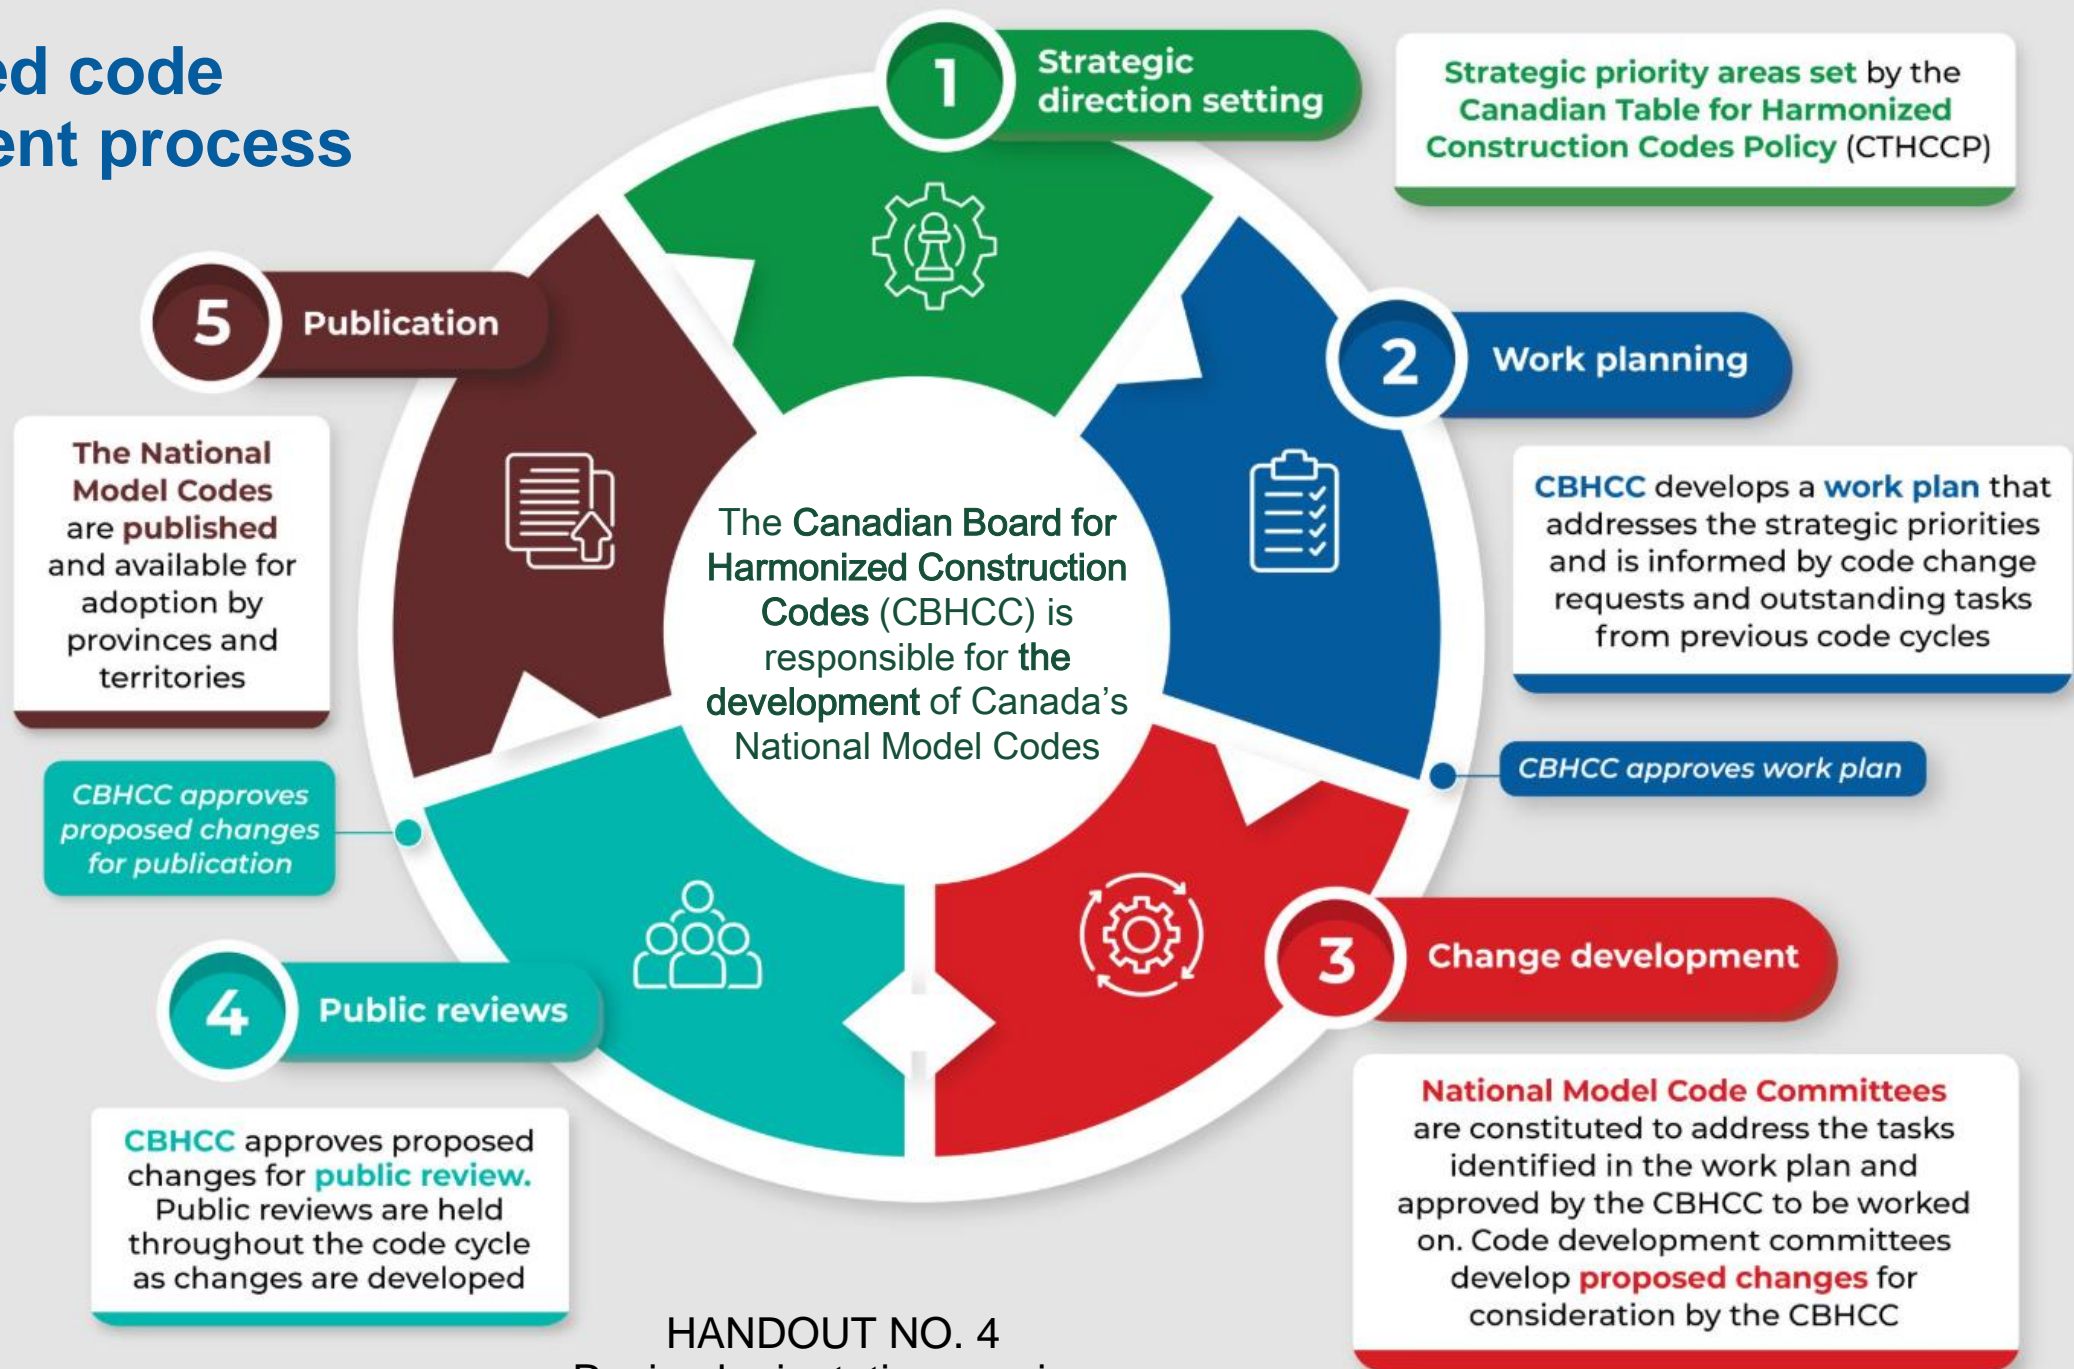 ed code
ent process
1
Strategic
direction setting
Strategic priority areas set by the
Canadian Table for Harmonized
Construction Codes Policy (CTHCCP)
2
Work planning
CBHCC develops a work plan that
addresses the strategic priorities
and is informed by code change
requests and outstanding tasks
from previous code cycles
CBHCC approves work plan
3
Change development
National Model Code Committees
are constituted to address the tasks
identified in the work plan and
approved by the CBHCC to be worked
on. Code development committees
develop proposed changes for
consideration by the CBHCC
4
Public reviews
CBHCC approves proposed
changes for public review.
Public reviews are held
throughout the code cycle
as changes are developed
CBHCC approves
proposed changes
for publication
5
Publication
The National
Model Codes
are published
and available for
adoption by
provinces and
territories
The Canadian Board for
Harmonized Construction
Codes (CBHCC) is
responsible for the
development of Canada's
National Model Codes
HANDOUT NO. 4